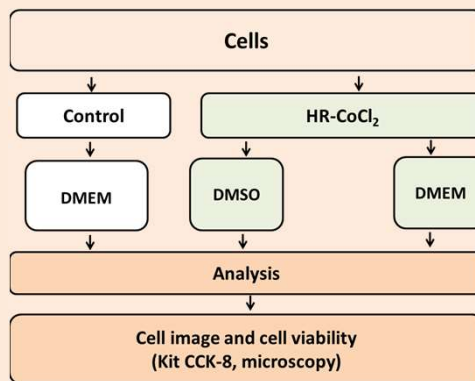 Cells
Control
HR-CoCl₂
DMEM
DMSO
DMEM
Analysis
Cell image and cell viability
(Kit CCK-8, microscopy)